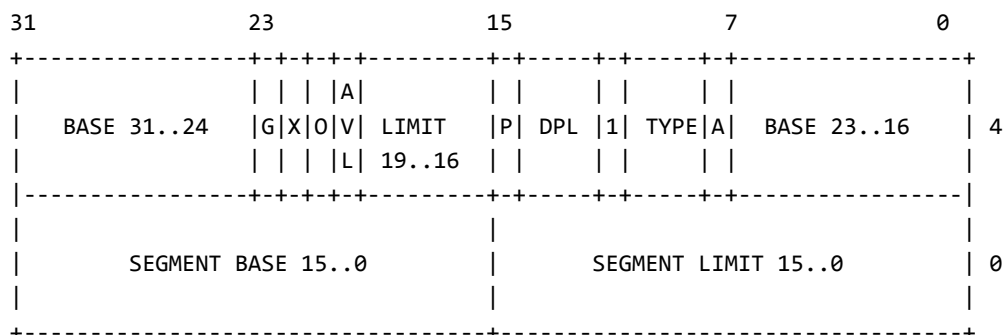 31 23 15 7 0
+-----------------+-+-+-+-+---------+-+-----+-+-----+-+-----------------+
| | | | |A| | | | | | | |
| BASE 31..24 |G|X|O|V| LIMIT |P| DPL |1| TYPE|A| BASE 23..16 | 4
| | | | |L| 19..16 | | | | | | |
|-----------------+-+-+-+-+---------+-+-----+-+-----+-+-----------------|
| | |
| SEGMENT BASE 15..0 | SEGMENT LIMIT 15..0 | 0
| | |
+-----------------------------------+-----------------------------------+